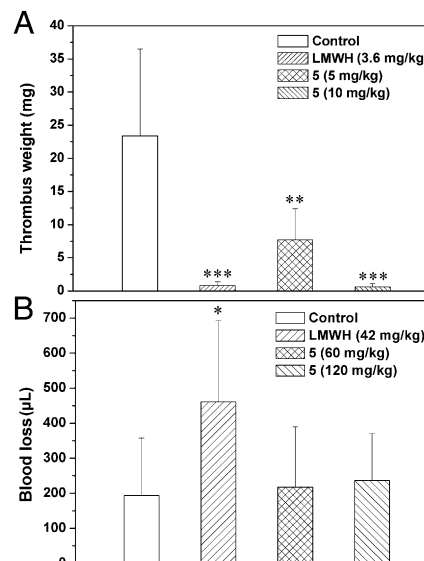 A
40
35
30
25
20
15
10
5
0
Thrombus weight (mg)
Control
LMWH (3.6 mg/kg)
5 (5 mg/kg)
5 (10 mg/kg)
***
**
***
B
700
600
500
400
300
200
100
0
Blood loss (µL)
Control
LMWH (42 mg/kg)
5 (60 mg/kg)
5 (120 mg/kg)
*